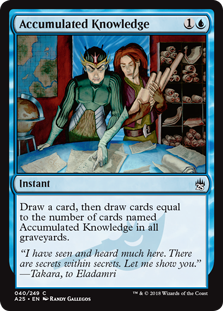 Accumulated Knowledge 1
Instant
Draw a card, then draw cards equal
to the number of cards named
Accumulated Knowledge in all
graveyards.
“I have seen and heard much here. There
are secrets within secrets. Let me show you.”
—Takara, to Eladamri
040/249 C
A25 • EN RANDY GALLEGOS
™ & © 2018 Wizards of the Coast